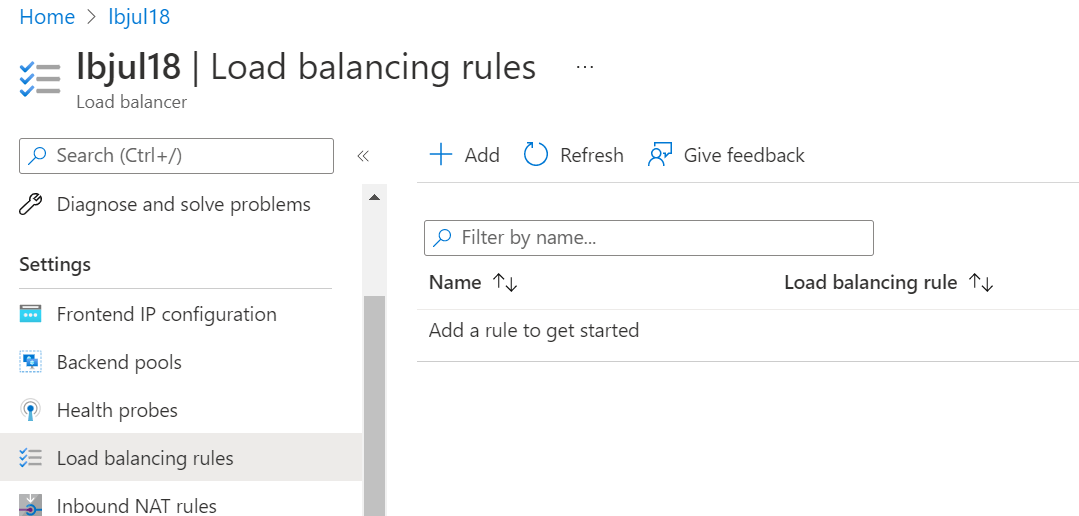 Home > lbjul18
lbjul18 | Load balancing rules ...
Load balancer
Search (Ctrl+/) «
Add Refresh Give feedback
Diagnose and solve problems
Settings
Frontend IP configuration
Backend pools
Health probes
Load balancing rules
Inbound NAT rules
Filter by name...
Name ↑↓ Load balancing rule ↑↓
Add a rule to get started